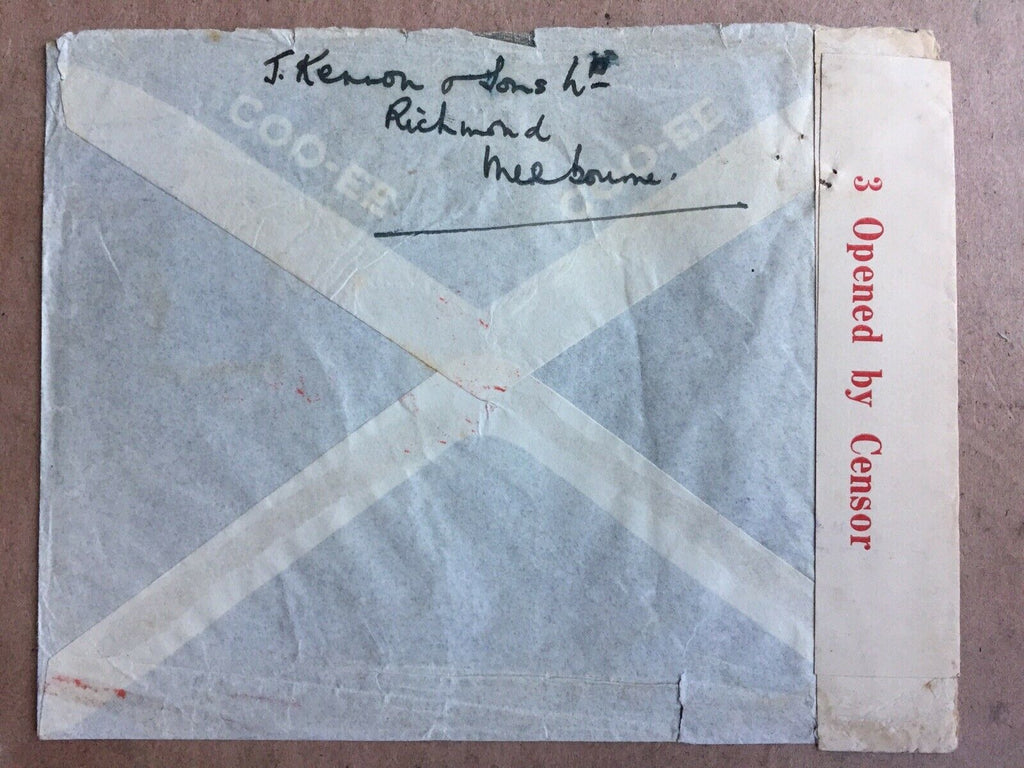 J. Kennon & Sons Ltd
Richmond
Melbourne.
COO-EE
COO-EE
3 Opened by Censor